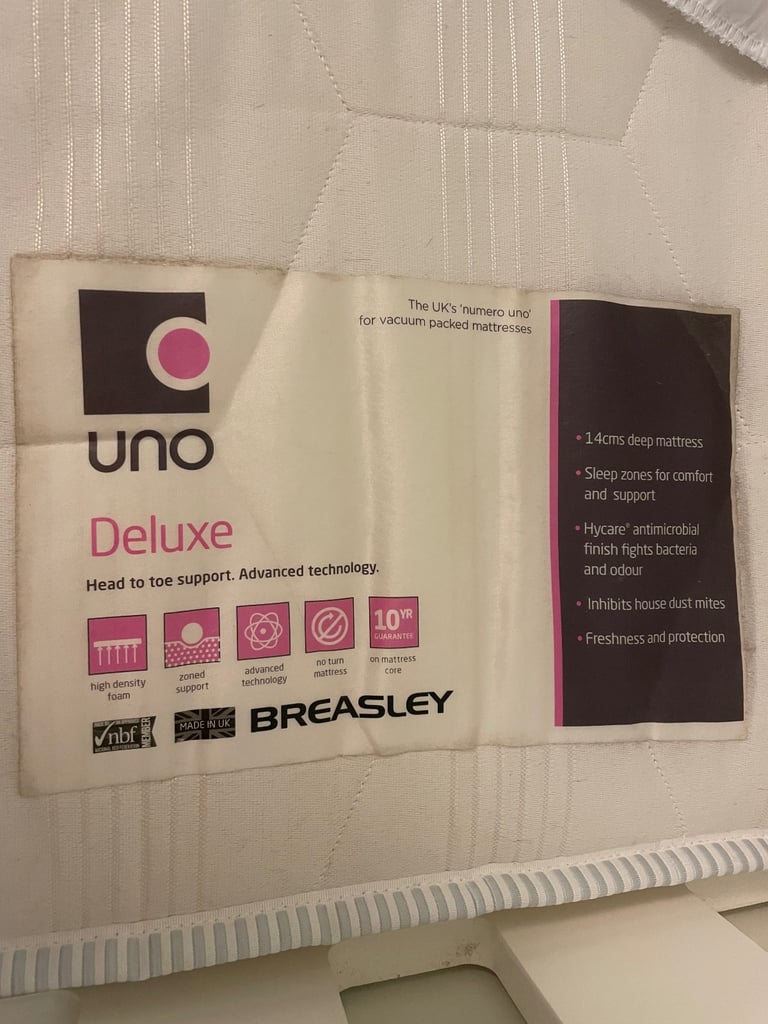 The UK's 'numero uno'
for vacuum packed mattresses
uno
Deluxe
Head to toe support. Advanced technology.
high density
foam
zoned
support
advanced
technology
no turn
mattress
10YR
GUARANTEE
on mattress
core
nbf
MEMBER
MADE IN UK
BREASLEY
• 14cms deep mattress
• Sleep zones for comfort
and support
• Hycare® antimicrobial
finish fights bacteria
and odour
• Inhibits house dust mites
• Freshness and protection